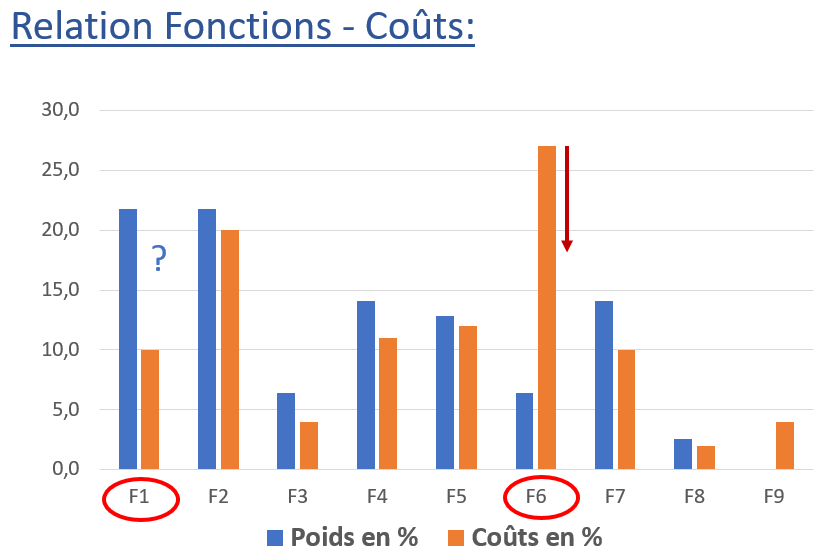 Relation Fonctions - Coûts:
30,0
25,0
20,0
?
15,0
10,0
5,0
0,0
F1 F2 F3 F4 F5 F6 F7 F8 F9
Poids en % Coûts en %